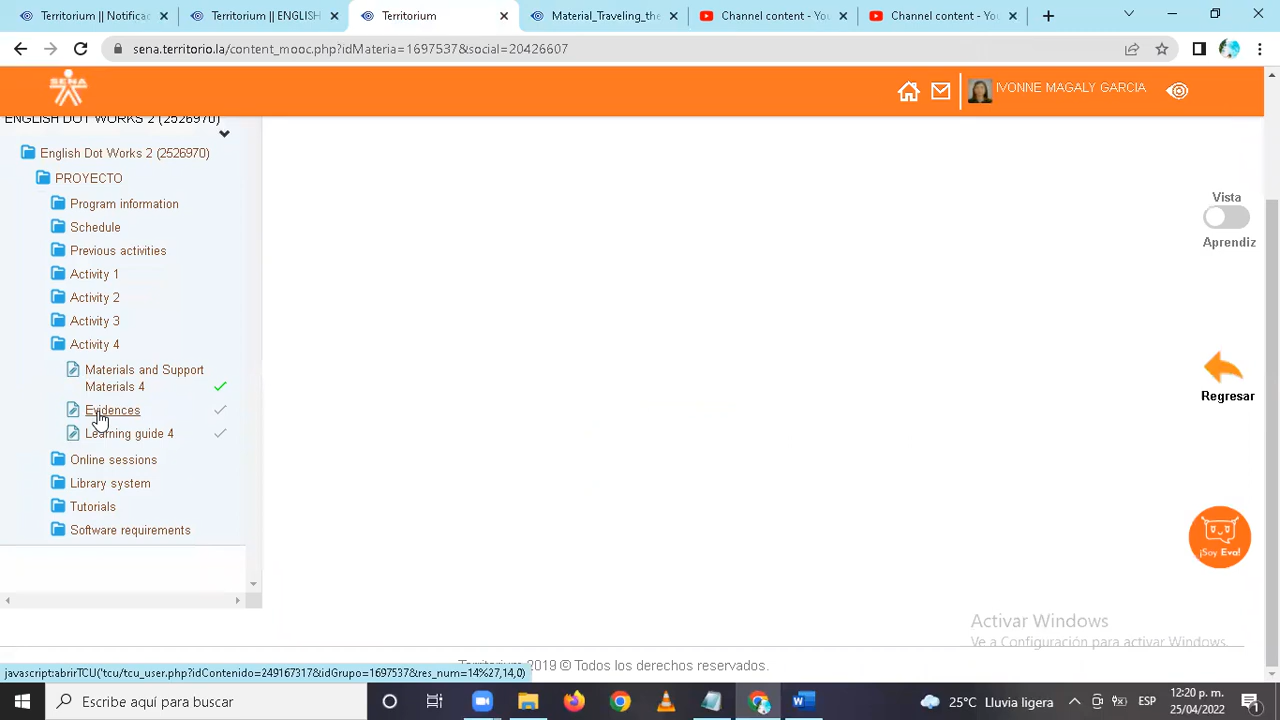 Territorium || Notificac
Territorium || ENGLISH
Territorium
Material_Traveling_the
Channel content - You
Channel content - You
sena.territorio.la/content_mooc.php?idMateria=1697537&social=20426607
SENA
IVONNE MAGALY GARCIA
ENGLISH DOT WORKS 2 (2526970)
English Dot Works 2 (2526970)
PROYECTO
Program information
Schedule
Previous activities
Activity 1
Activity 2
Activity 3
Activity 4
Materials and Support
Materials 4
Evidences
Learning guide 4
Online sessions
Library system
Tutorials
Software requirements
Vista
Aprendiz
Regresar
¡Soy Eva!
Activar Windows
Ve a Configuración para activar Windows.
Territorium 2019 © Todos los derechos reservados.
javascript:abrirTCU('tcu/tcu_user.php?idContenido=249167317&idGrupo=1697537&res_num=14%27,14,0)
Escribe aquí para buscar
25°C Lluvia ligera
ESP
12:20 p. m.
25/04/2022
1